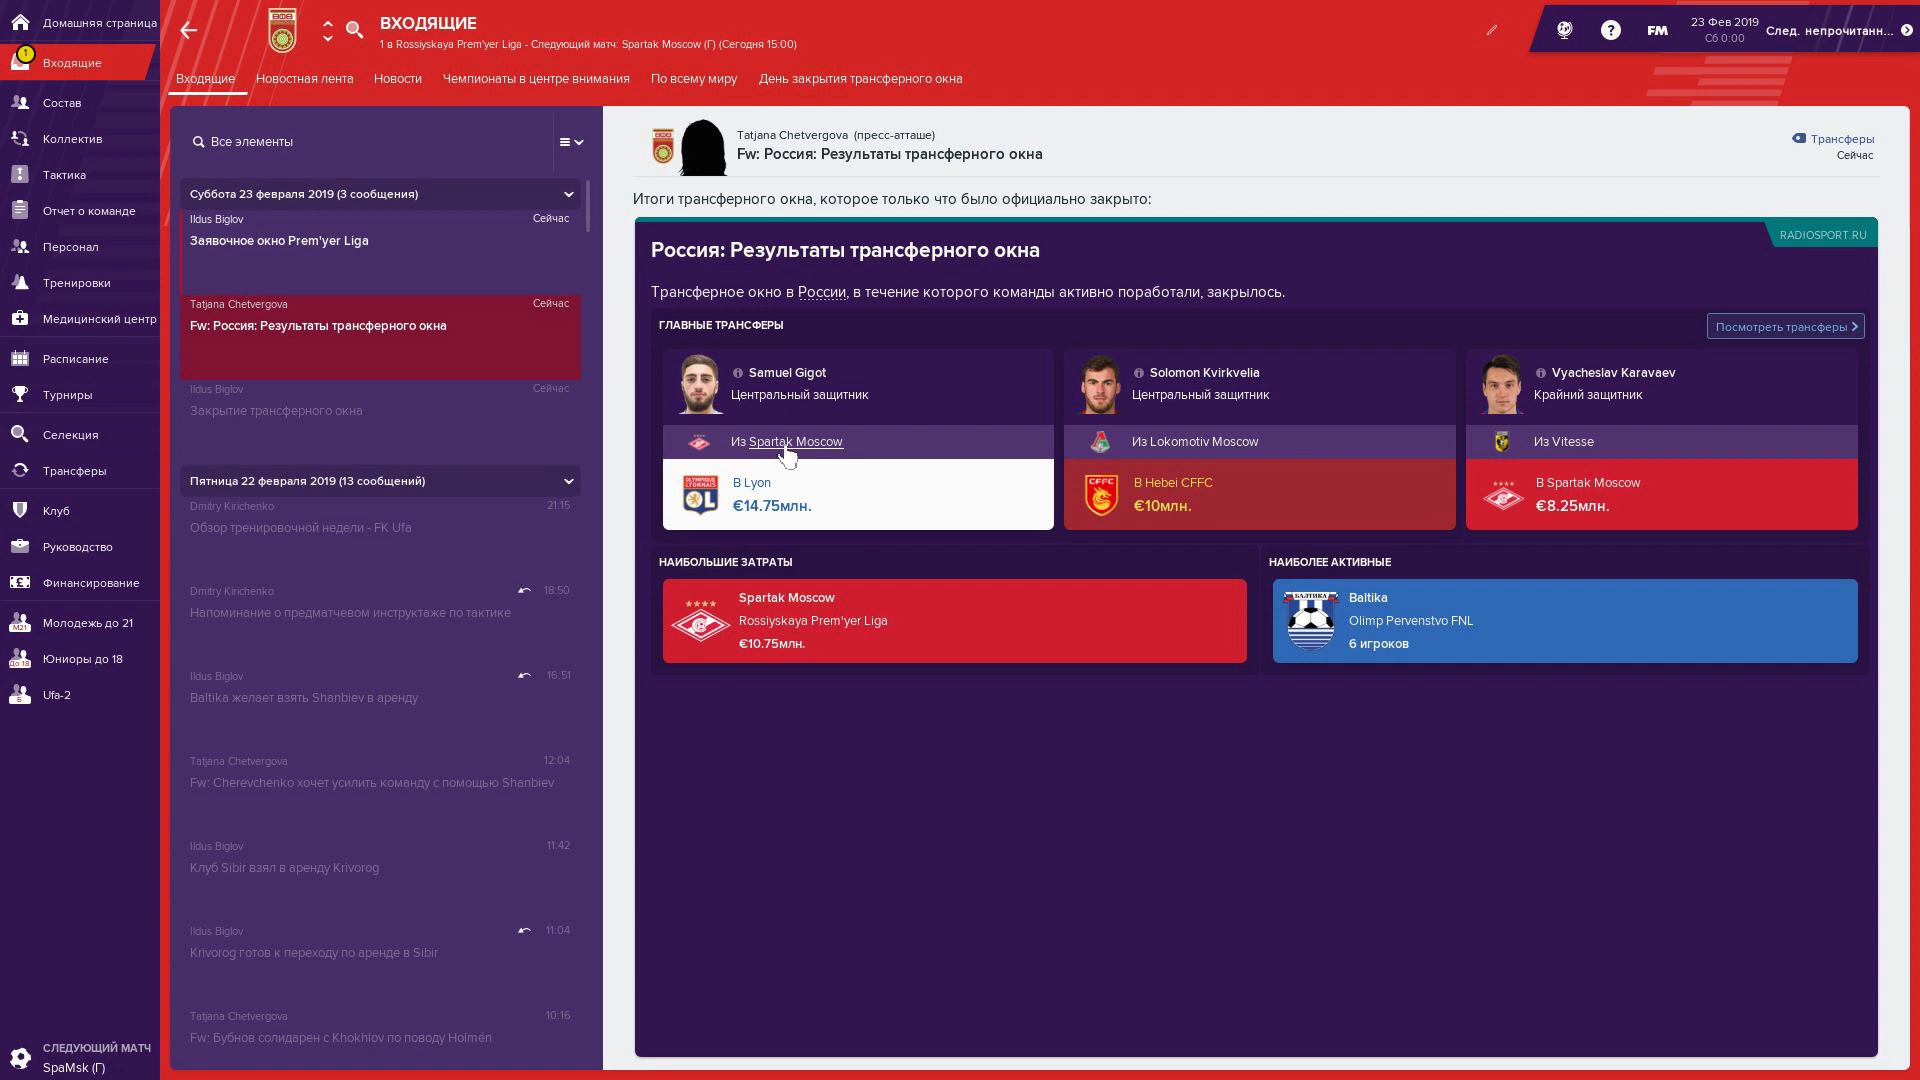 Домашняя страница
1
Входящие
Состав
Коллектив
Тактика
Отчет о команде
Персонал
Тренировки
Медицинский центр
Расписание
Турниры
Селекция
Трансферы
Клуб
Руководство
Финансирование
M21
Молодежь до 21
До 18
Юниоры до 18
Б
Ufa-2
СЛЕДУЮЩИЙ МАТЧ
SpaMsk (Г)
ВХОДЯЩИЕ
1 в Rossiyskaya Prem'yer Liga - Следующий матч: Spartak Moscow (Г) (Сегодня 15:00)
FM
23 Фев 2019
Сб 0:00
След. непрочитанн...
Входящие
Новостная лента
Новости
Чемпионаты в центре внимания
По всему миру
День закрытия трансферного окна
Все элементы
Суббота 23 февраля 2019 (3 сообщения)
Ildus Biglov
Сейчас
Заявочное окно Prem'yer Liga
Tatjana Chetvergova
Сейчас
Fw: Россия: Результаты трансферного окна
Ildus Biglov
Сейчас
Закрытие трансферного окна
Пятница 22 февраля 2019 (13 сообщений)
Dmitry Kirichenko
21:15
Обзор тренировочной недели - FK Ufa
Dmitry Kirichenko
18:50
Напоминание о предматчевом инструктаже по тактике
Ildus Biglov
16:51
Baltika желает взять Shanbiev в аренду
Tatjana Chetvergova
12:04
Fw: Cherevchenko хочет усилить команду с помощью Shanbiev
Ildus Biglov
11:42
Клуб Sibir взял в аренду Krivorog
Ildus Biglov
11:04
Krivorog готов к переходу по аренде в Sibir
Tatjana Chetvergova
10:16
Fw: Бубнов солидарен с Khokhlov по поводу Holmén
Tatjana Chetvergova (пресс-атташе)
Fw: Россия: Результаты трансферного окна
Трансферы
Сейчас
Итоги трансферного окна, которое только что было официально закрыто:
RADIOSPORT.RU
Россия: Результаты трансферного окна
Трансферное окно в России, в течение которого команды активно поработали, закрылось.
ГЛАВНЫЕ ТРАНСФЕРЫ
Посмотреть трансферы
Samuel Gigot
Центральный защитник
Из Spartak Moscow
OLYMPIQUE LYONNAIS
OL
В Lyon
€14.75млн.
Solomon Kvirkvelia
Центральный защитник
Из Lokomotiv Moscow
CFFC
В Hebei CFFC
€10млн.
Vyacheslav Karavaev
Крайний защитник
Из Vitesse
В Spartak Moscow
€8.25млн.
НАИБОЛЬШИЕ ЗАТРАТЫ
Spartak Moscow
Rossiyskaya Prem'yer Liga
€10.75млн.
НАИБОЛЕЕ АКТИВНЫЕ
БАЛТИКА
Baltika
Olimp Pervenstvo FNL
6 игроков